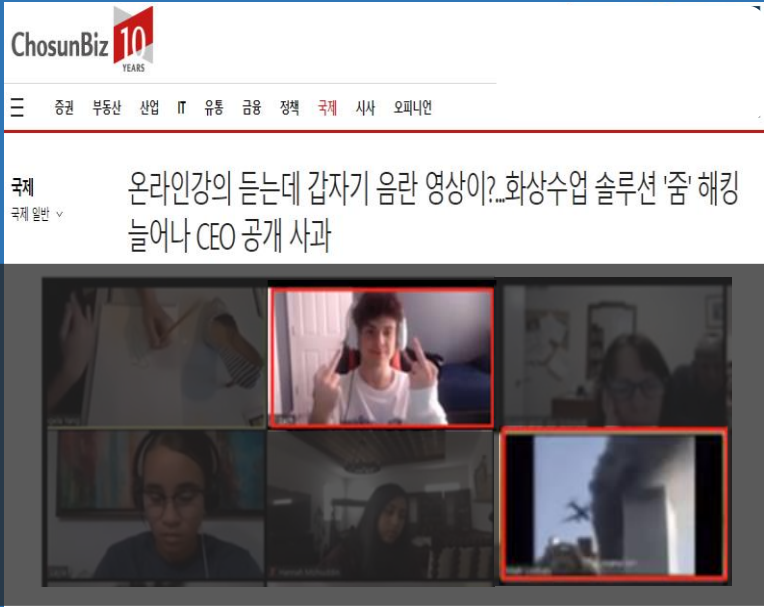 ChosunBiz 10
YEARS
증권 부동산 산업 IT 유통 금융 정책 국제 시사 오피니언
국제
국제 일반
온라인강의 듣는데 갑자기 음란 영상이?...화상수업 솔루션 '줌' 해킹
늘어나 CEO 공개 사과